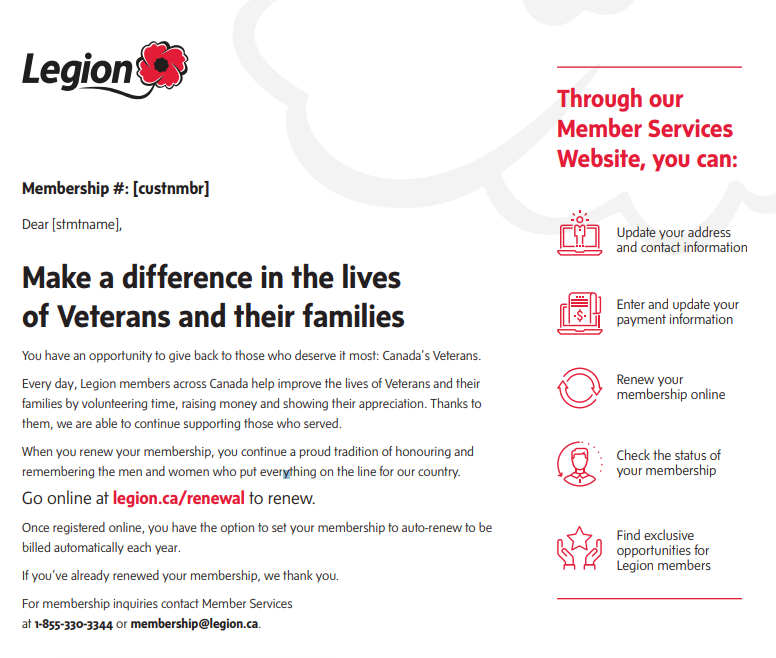 Legion
Membership #: [custnmbr]
Dear [stmtname],
Make a difference in the lives
of Veterans and their families
You have an opportunity to give back to those who deserve it most: Canada's Veterans.
Every day, Legion members across Canada help improve the lives of Veterans and their
families by volunteering time, raising money and showing their appreciation. Thanks to
them, we are able to continue supporting those who served.
When you renew your membership, you continue a proud tradition of honouring and
remembering the men and women who put everything on the line for our country.
Go online at legion.ca/renewal to renew.
Once registered online, you have the option to set your membership to auto-renew to be
billed automatically each year.
If you've already renewed your membership, we thank you.
For membership inquiries contact Member Services
at 1-855-330-3344 or membership@legion.ca.
Through our
Member Services
Website, you can:
Update your address
and contact information
Enter and update your
payment information
Renew your
membership online
Check the status of
your membership
Find exclusive
opportunities for
Legion members